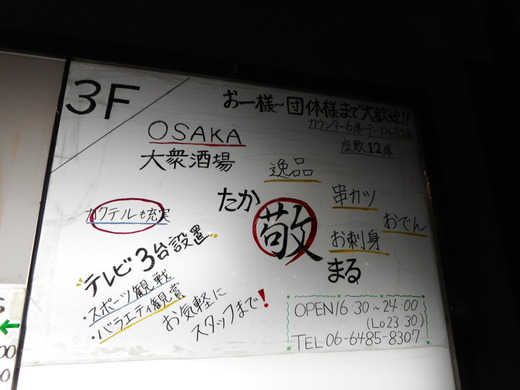 3F
お一様～団体様まで大歓迎!!
カウンター6席・テーブル32席
座敷12席
OSAKA
大衆酒場
逸品
串カツ
おでん
お刺身
たか
敬
まる
カクテルも充実
テレビ3台設置
・スポーツ観戦
・バラエティ観賞
お気軽に
スタッフまで!
OPEN/16:30～24:00
(Lo23:30)
TEL 06-6485-8307